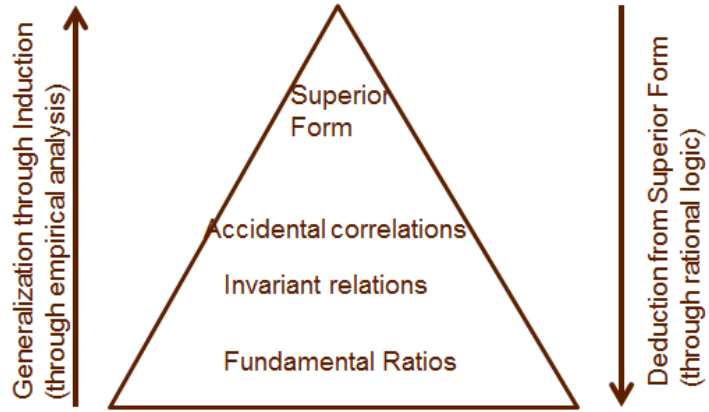 Generalization through Induction
(through empirical analysis)
Superior
Form
Accidental correlations
Invariant relations
Fundamental Ratios
Deduction from Superior Form
(through rational logic)